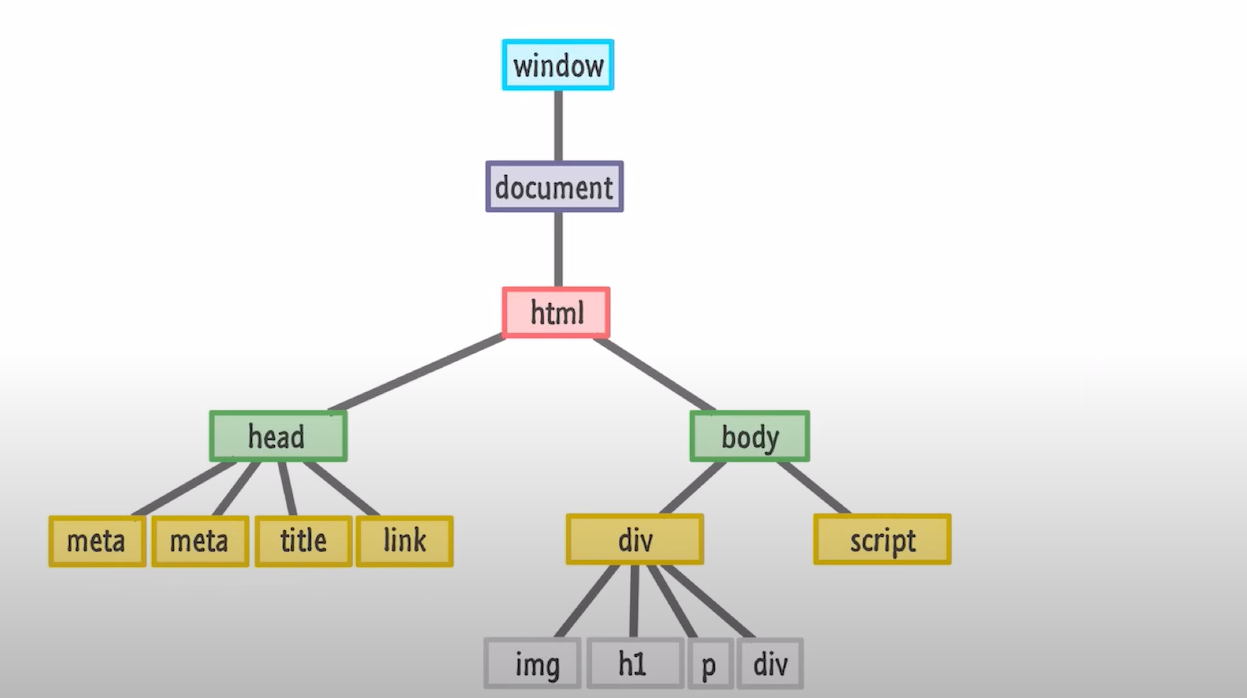 window
document
html
head
body
meta
meta
title
link
div
script
img
h1
p
div